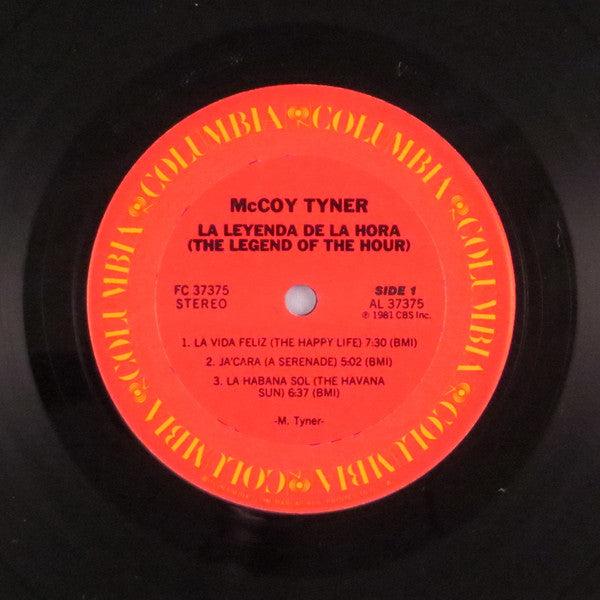 COLUMBIA COLUMBIA COLUMBIA COLUMBIA COLUMBIA COLUMBIA
McCOY TYNER
LA LEYENDA DE LA HORA
(THE LEGEND OF THE HOUR)
FC 37375
STEREO
SIDE 1
AL 37375
℗ 1981 CBS Inc.
1. LA VIDA FELIZ (THE HAPPY LIFE) 7:30 (BMI)
2. JA'CARA (A SERENADE) 5:02 (BMI)
3. LA HABANA SOL (THE HAVANA
SUN) 6:37 (BMI)
-M. Tyner-